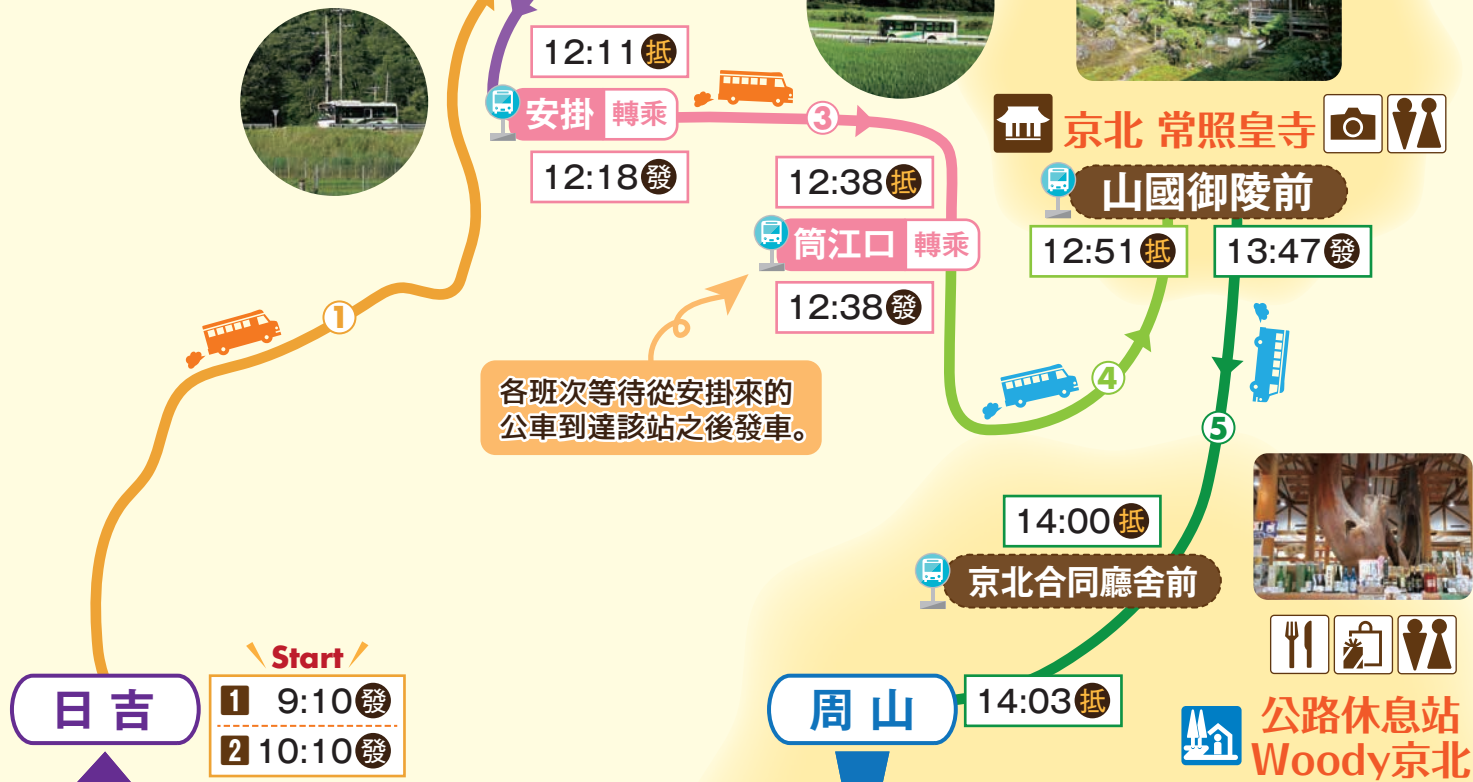 12:11抵
安掛 轉乘
12:18發
③
12:38抵
筒江口 轉乘
12:38發
各班次等待從安掛來的
公車到達該站之後發車。
④
京北 常照皇寺
山國御陵前
12:51抵
13:47發
⑤
14:00抵
京北合同廳舍前
14:03抵
周山
公路休息站
Woody京北
①
Start
日吉
1 9:10發
2 10:10發